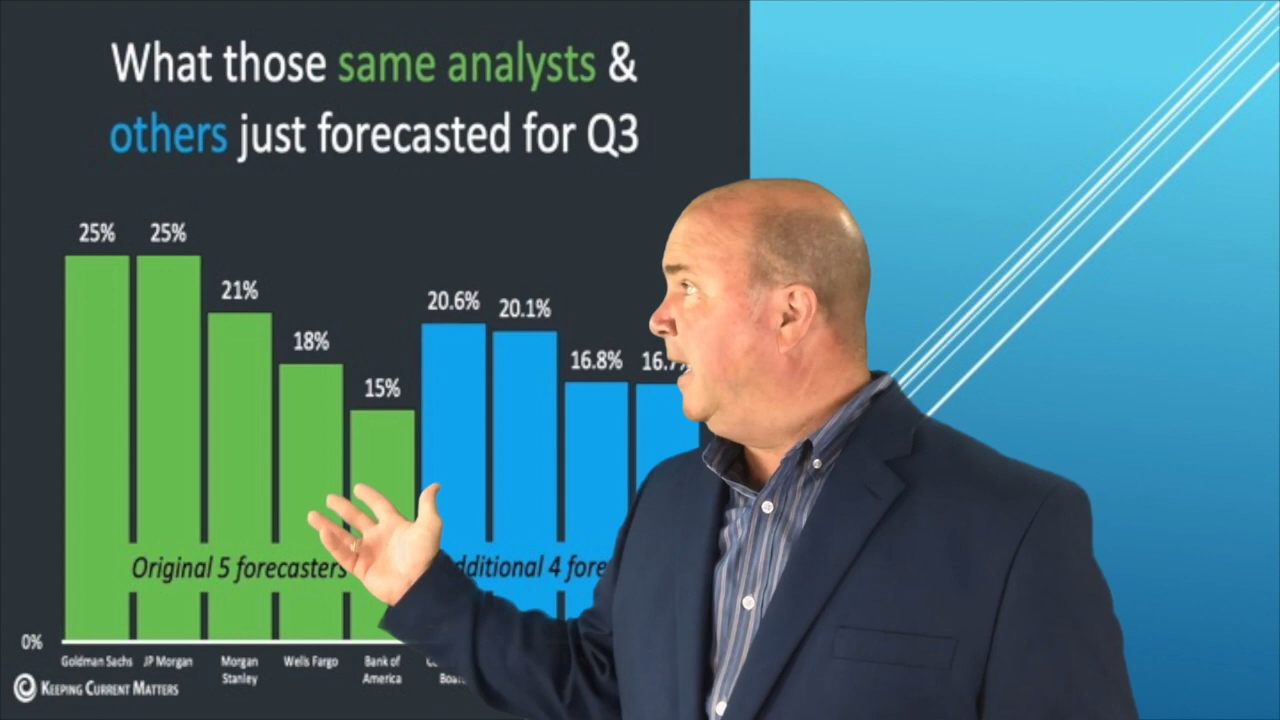 What those same analysts &
others just forecasted for Q3
25%
25%
21%
18%
15%
20.6%
20.1%
16.8%
Original 5 forecasters
0%
Goldman Sachs
JP Morgan
Morgan
Stanley
Wells Fargo
Bank of
America
KEEPING CURRENT MATTERS